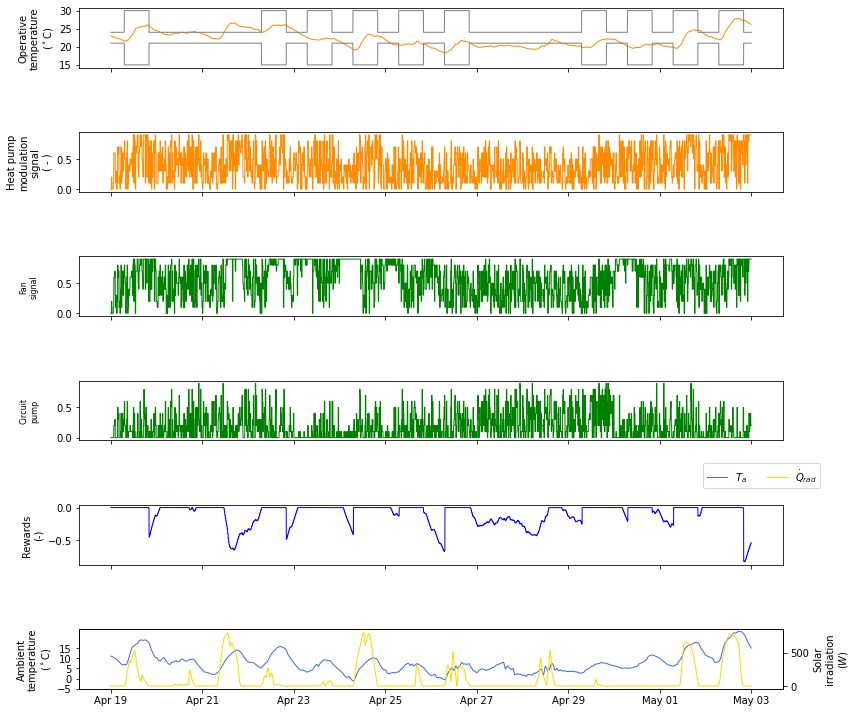 Operative
temperature
(°C)
30
25
20
15
Heat pump
modulation
signal
( - )
0.5
0.0
Fan
signal
0.5
0.0
Circuit
pump
0.5
0.0
T_a
Q̇_rad
Rewards
(-)
0.0
−0.5
Ambient
temperature
(°C)
15
10
5
0
−5
500
0
Solar
irradiation
(W)
Apr 19 Apr 21 Apr 23 Apr 25 Apr 27 Apr 29 May 01 May 03